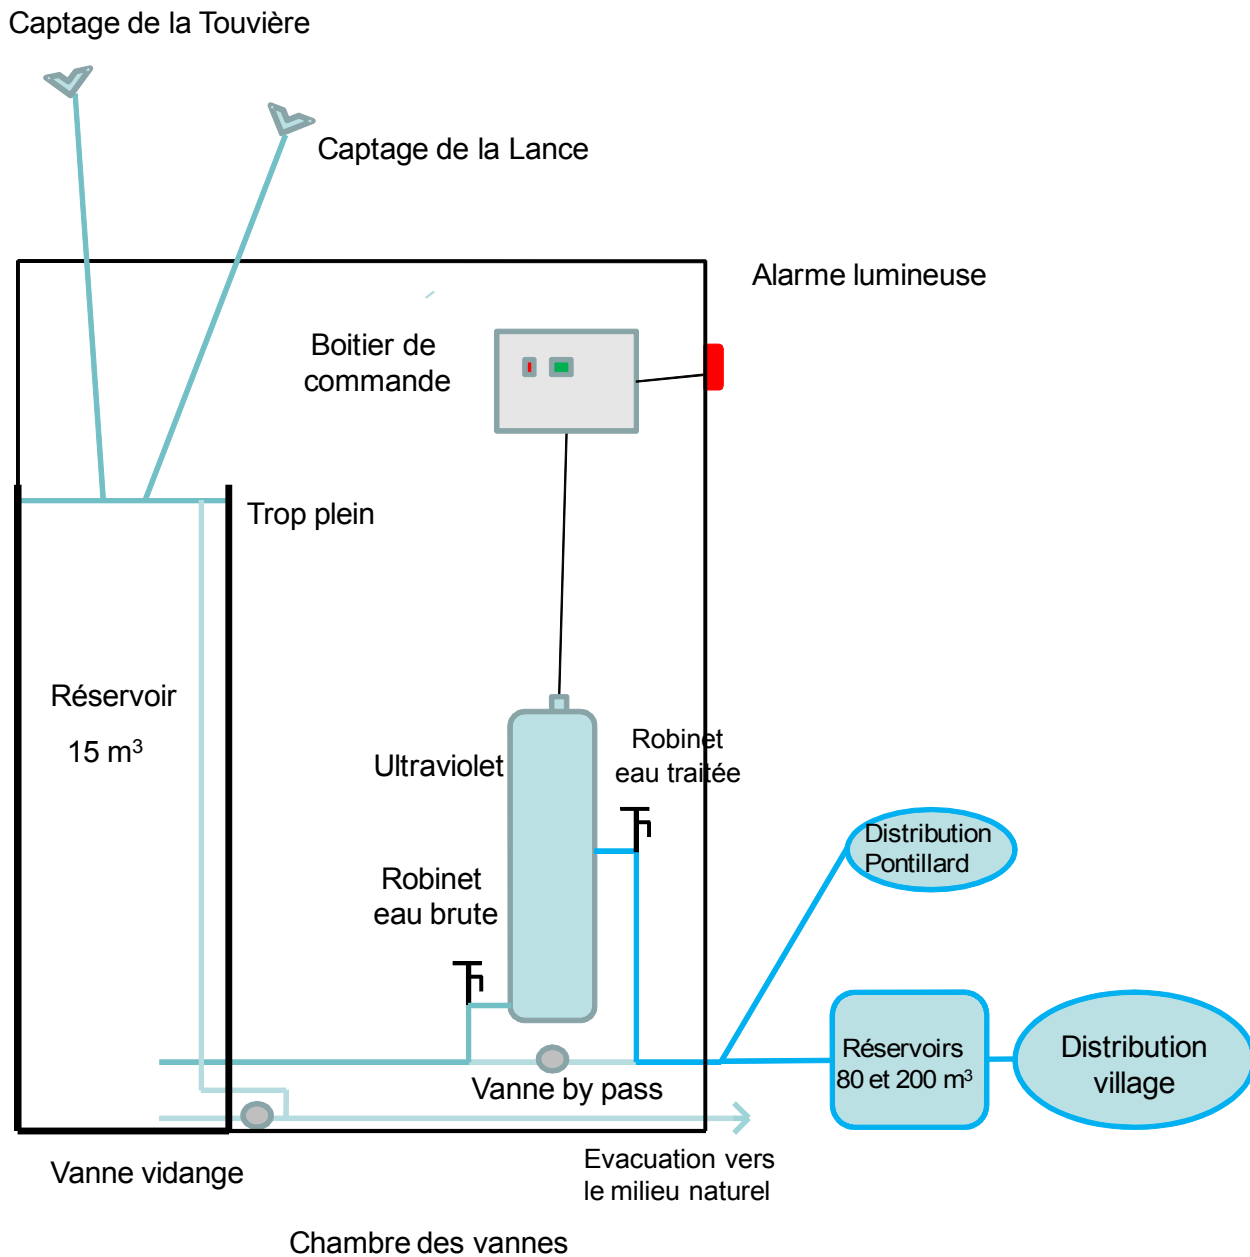 Captage de la Touvière
Captage de la Lance
Alarme lumineuse
Boitier de
commande
Trop plein
Réservoir
15 m³
Ultraviolet
Robinet
eau traitée
Distribution
Pontillard
Robinet
eau brute
Réservoirs
80 et 200 m³
Distribution
village
Vanne by pass
Vanne vidange
Evacuation vers
le milieu naturel
Chambre des vannes